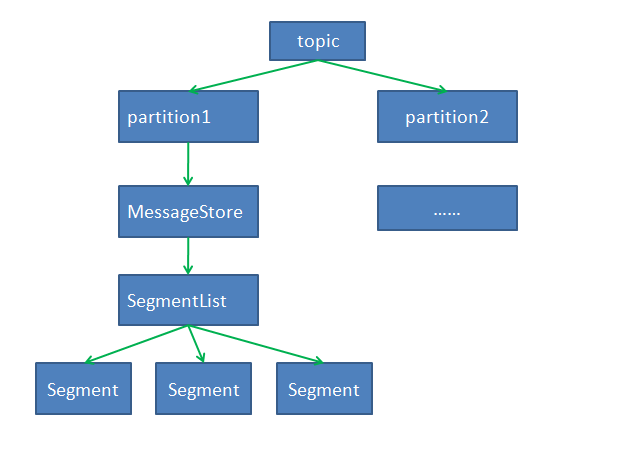 topic
partition1
partition2
MessageStore
……
SegmentList
Segment
Segment
Segment